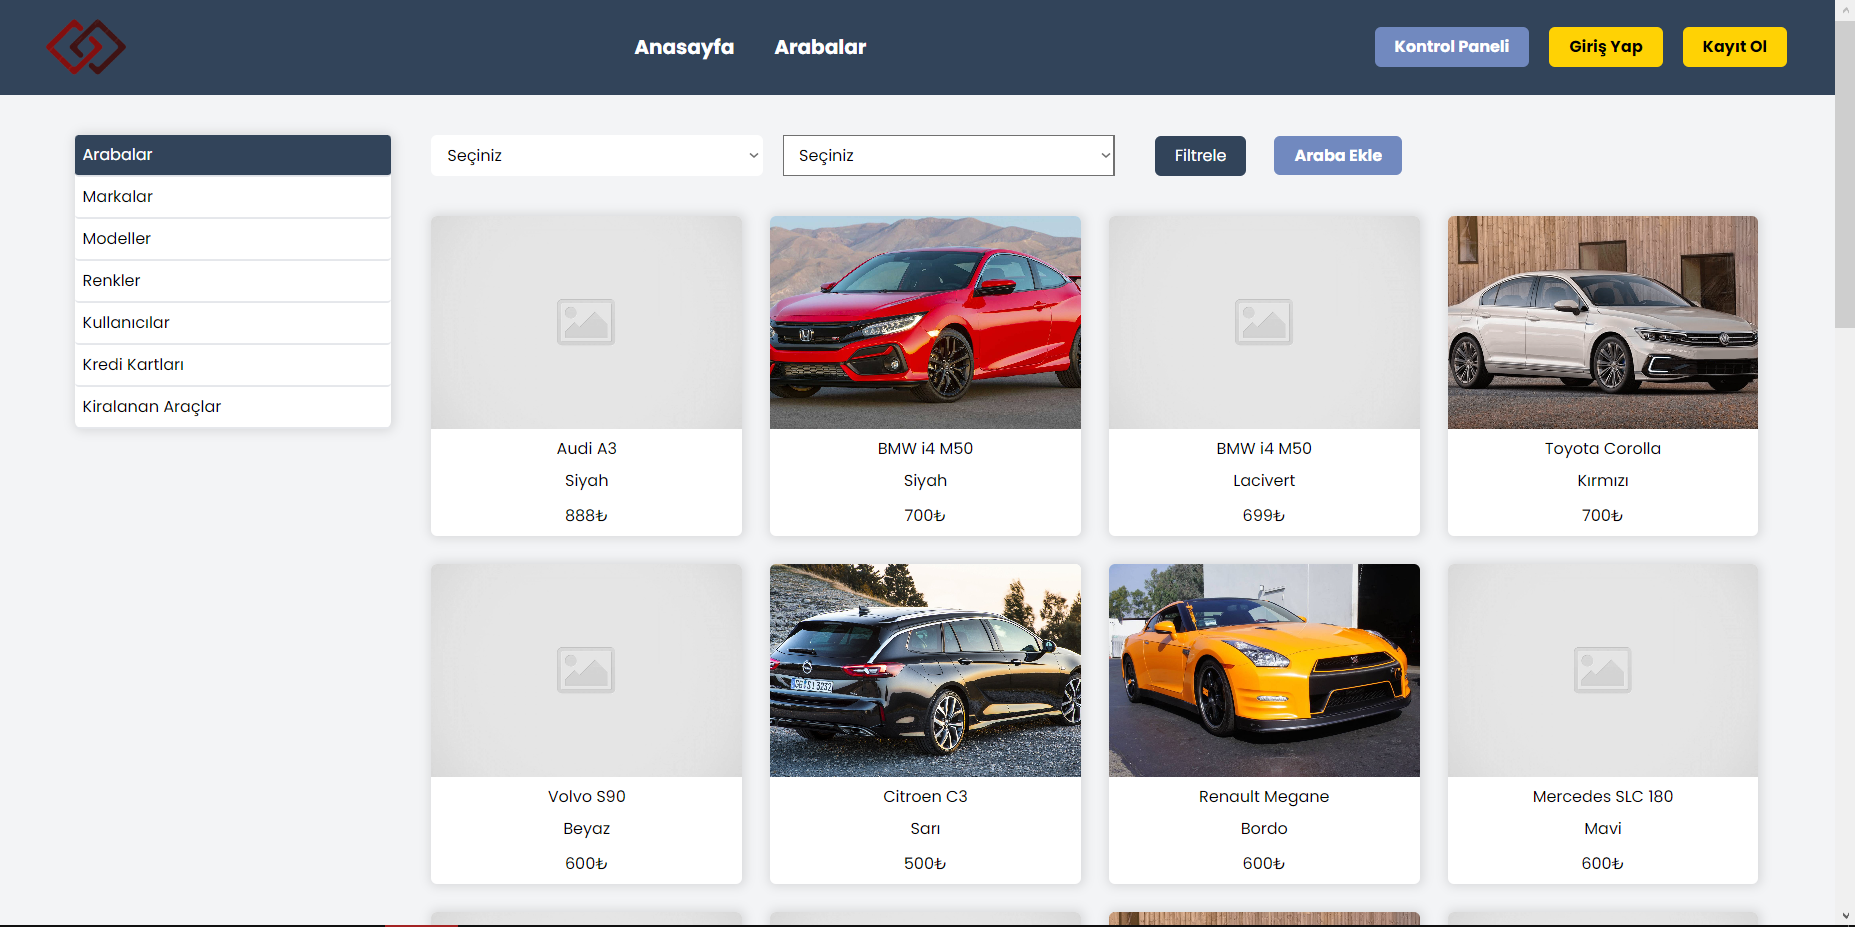 Anasayfa
Arabalar
Kontrol Paneli
Giriş Yap
Kayıt Ol
Arabalar
Markalar
Modeller
Renkler
Kullanıcılar
Kredi Kartları
Kiralanan Araçlar
Seçiniz
Seçiniz
Filtrele
Araba Ekle
Audi A3
Siyah
888₺
BMW i4 M50
Siyah
700₺
BMW i4 M50
Lacivert
699₺
Toyota Corolla
Kırmızı
700₺
Volvo S90
Beyaz
600₺
Citroen C3
Sarı
500₺
Renault Megane
Bordo
600₺
Mercedes SLC 180
Mavi
600₺